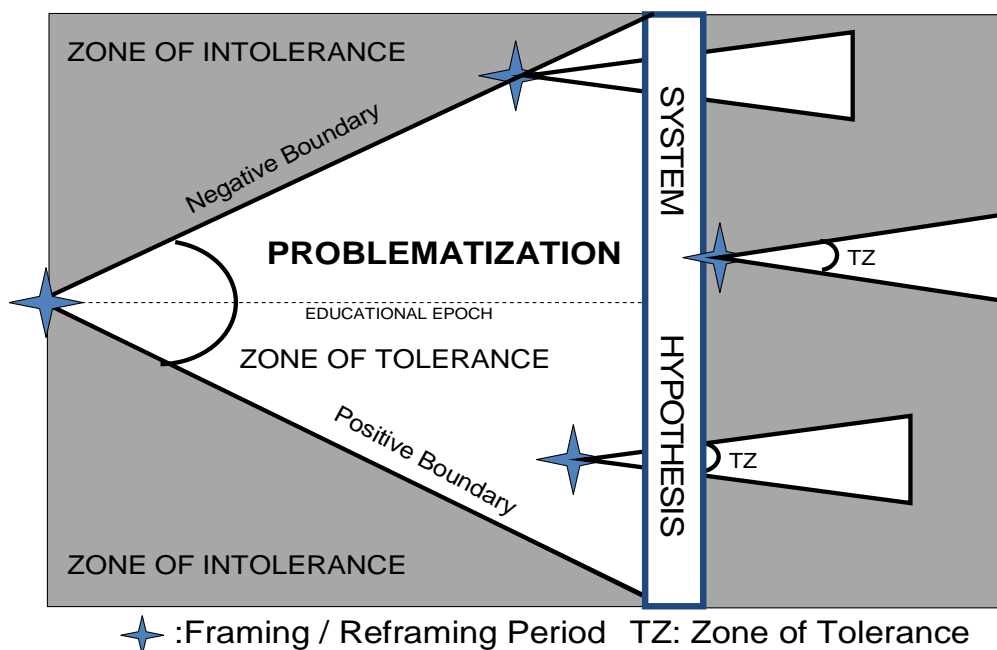 ZONE OF INTOLERANCE
Negative Boundary
SYSTEM
PROBLEMATIZATION
TZ
EDUCATIONAL EPOCH
ZONE OF TOLERANCE
HYPOTHESIS
Positive Boundary
TZ
ZONE OF INTOLERANCE
:Framing / Reframing Period TZ: Zone of Tolerance